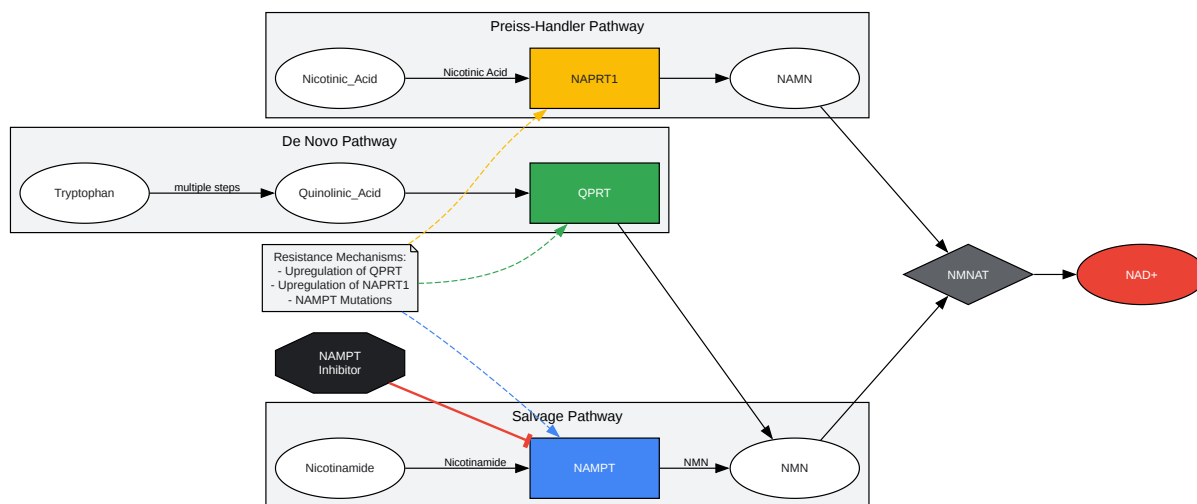 Preiss-Handler Pathway
Nicotinic_Acid
Nicotinic Acid
NAPRT1
NAMN
De Novo Pathway
Tryptophan
multiple steps
Quinolinic_Acid
QPRT
Resistance Mechanisms:
- Upregulation of QPRT
- Upregulation of NAPRT1
- NAMPT Mutations
NMNAT
NAD+
NAMPT
Inhibitor
Salvage Pathway
Nicotinamide
Nicotinamide
NAMPT
NMN
NMN